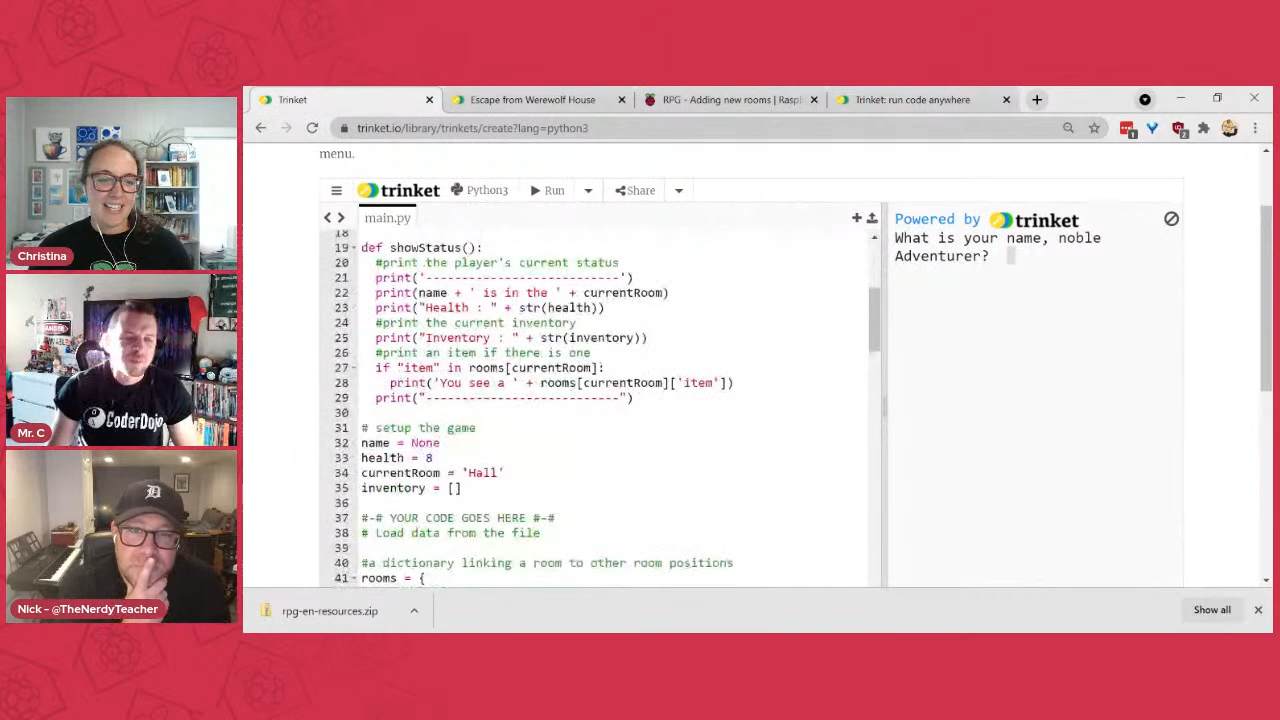 Trinket
Escape from Werewolf House
RPG - Adding new rooms | Rasp
Trinket: run code anywhere
trinket.io/library/trinkets/create?lang=python3
menu.
trinket
Python3
Run
Share
main.py
18
19 def showStatus():
20 #print the player's current status
21 print('--------------------------')
22 print(name + ' is in the ' + currentRoom)
23 print("Health : " + str(health))
24 #print the current inventory
25 print("Inventory : " + str(inventory))
26 #print an item if there is one
27 if "item" in rooms[currentRoom]:
28 print('You see a ' + rooms[currentRoom]['item'])
29 print("--------------------------")
30
31 # setup the game
32 name = None
33 health = 8
34 currentRoom = 'Hall'
35 inventory = []
36
37 #-# YOUR CODE GOES HERE #-#
38 # Load data from the file
39
40 #a dictionary linking a room to other room positions
41 rooms = {
Powered by trinket
What is your name, noble
Adventurer?
rpg-en-resources.zip
Show all
Christina
DANGER
CoderDojo
Mr. C
D
Nick - @TheNerdyTeacher